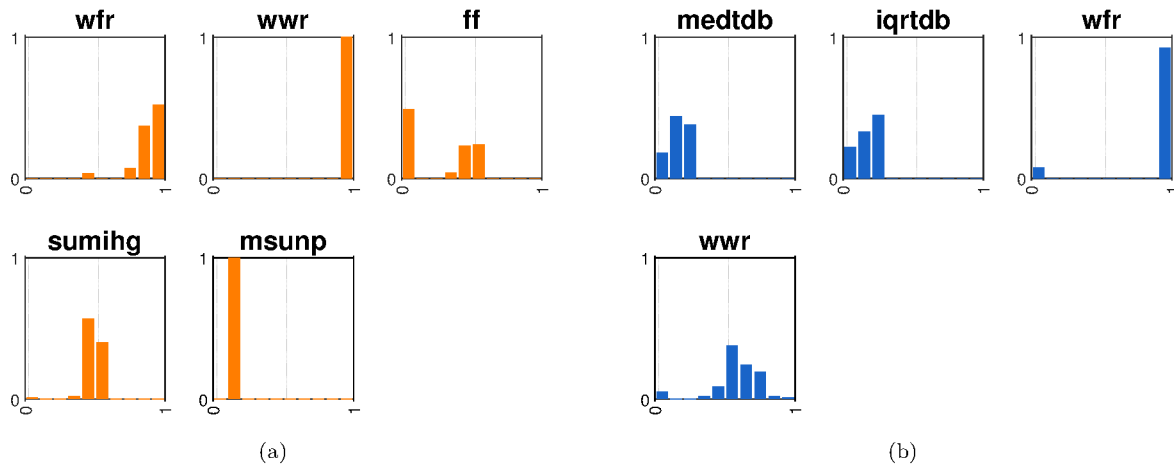 wfr wwr ff medtdb iqrtdb wfr
1 1 1 1 1 1
0 0 0 0 0 0
0 1 0 1 0 1 0 1 0 1 0 1
sumihg msunp wwr
1 1 1
0 0 0
0 1 0 1 0 1
(a) (b)